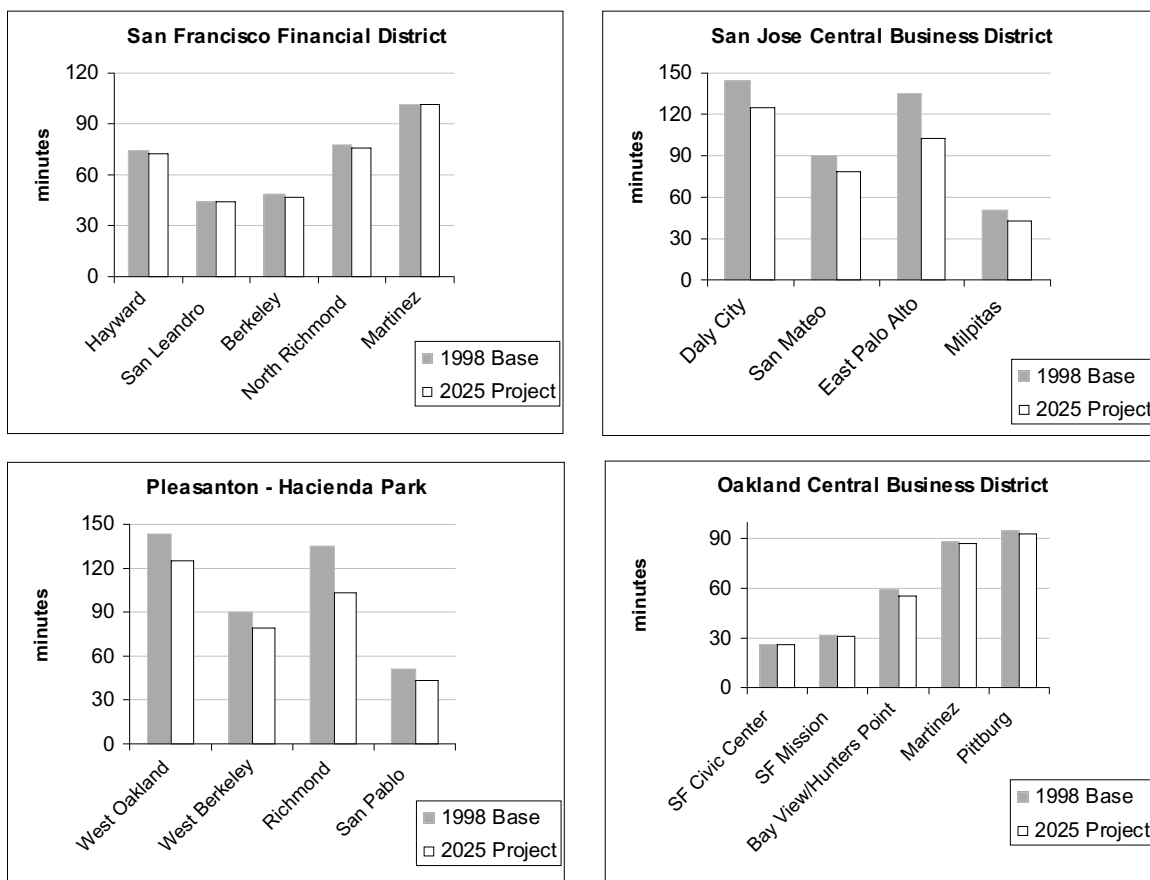 San Francisco Financial District
120
90
60
30
0
minutes
Hayward
San Leandro
Berkeley
North Richmond
Martinez
1998 Base
2025 Project
San Jose Central Business District
150
120
90
60
30
0
minutes
Daly City
San Mateo
East Palo Alto
Milpitas
1998 Base
2025 Project
Pleasanton - Hacienda Park
150
120
90
60
30
0
minutes
West Oakland
West Berkeley
Richmond
San Pablo
1998 Base
2025 Project
Oakland Central Business District
90
60
30
0
minutes
SF Civic Center
SF Mission
Bay View/Hunters Point
Martinez
Pittburg
1998 Base
2025 Project